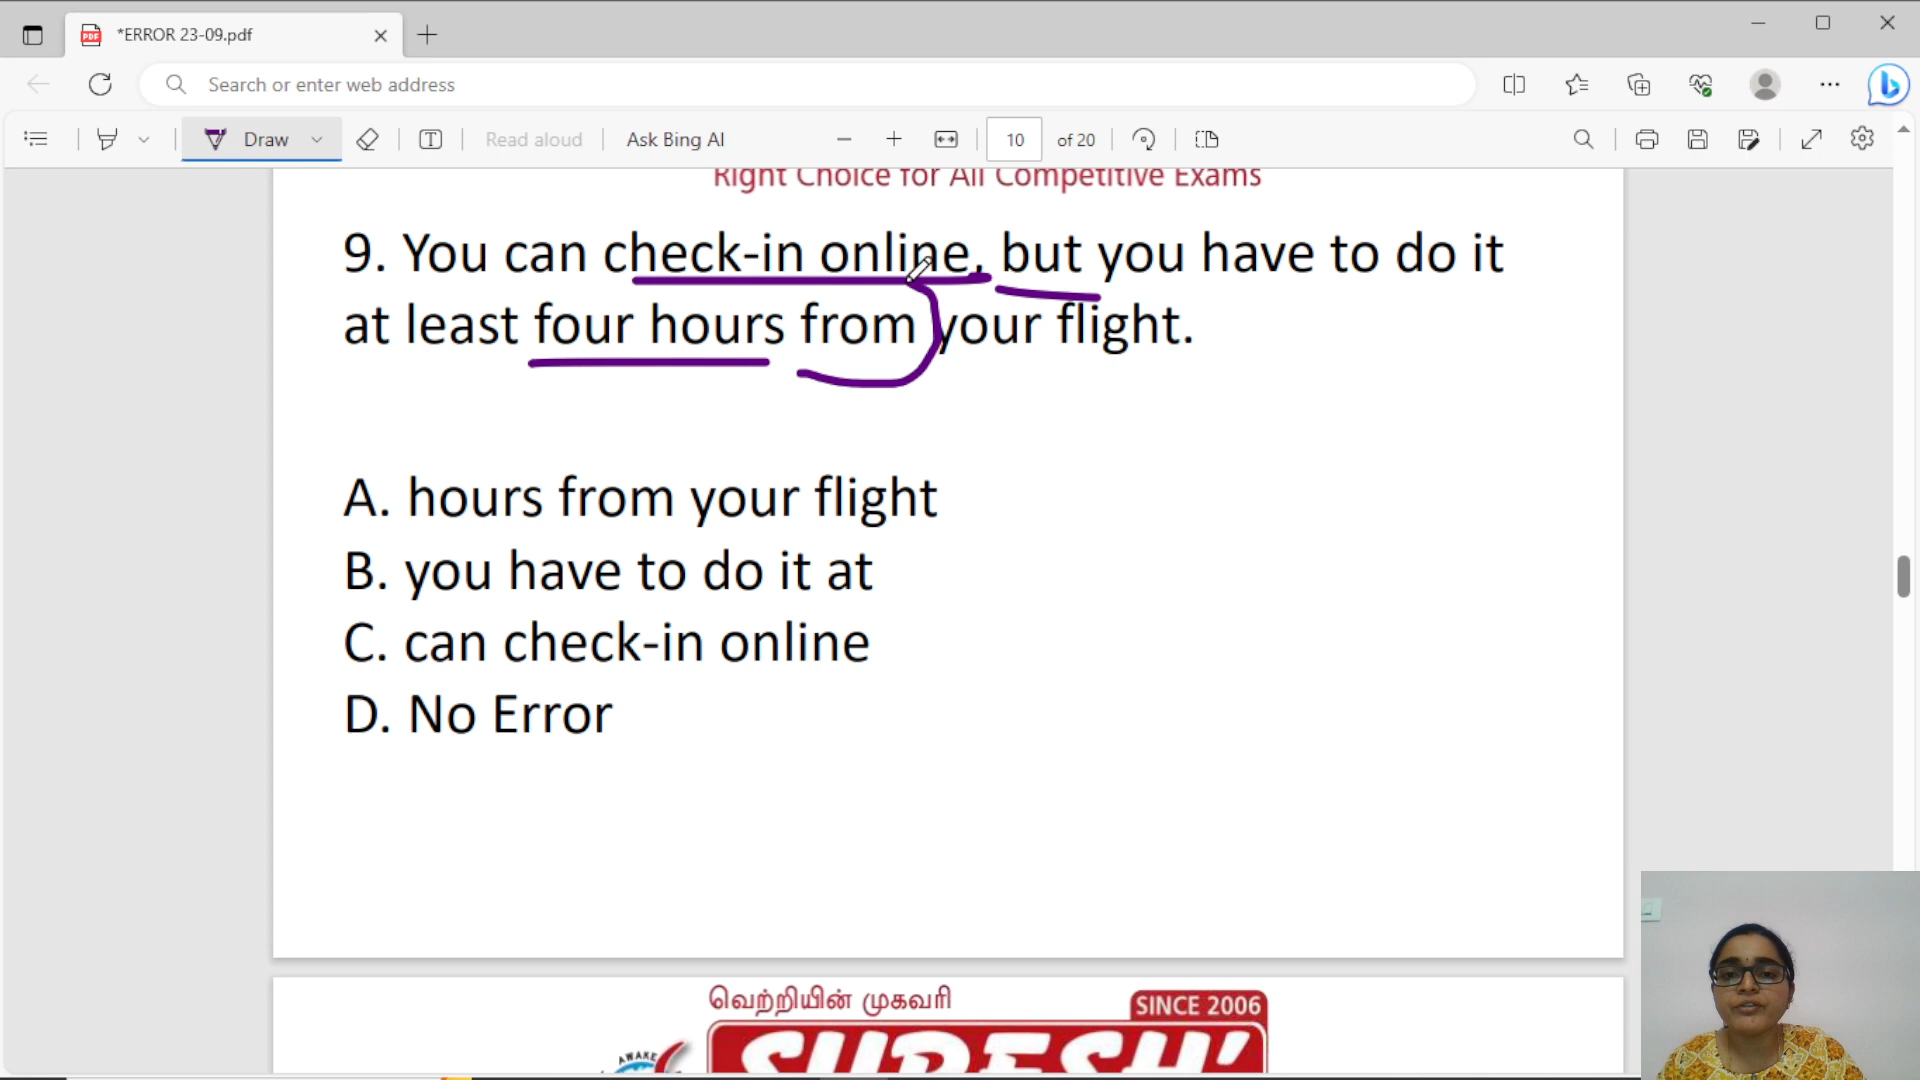 *ERROR 23-09.pdf
Search or enter web address
Draw
Read aloud
Ask Bing AI
10 of 20
Right Choice for All Competitive Exams
9. You can check-in online, but you have to do it
at least four hours from your flight.
A. hours from your flight
B. you have to do it at
C. can check-in online
D. No Error
வெற்றியின் முகவரி
SINCE 2006
SURESH'
AWAKE